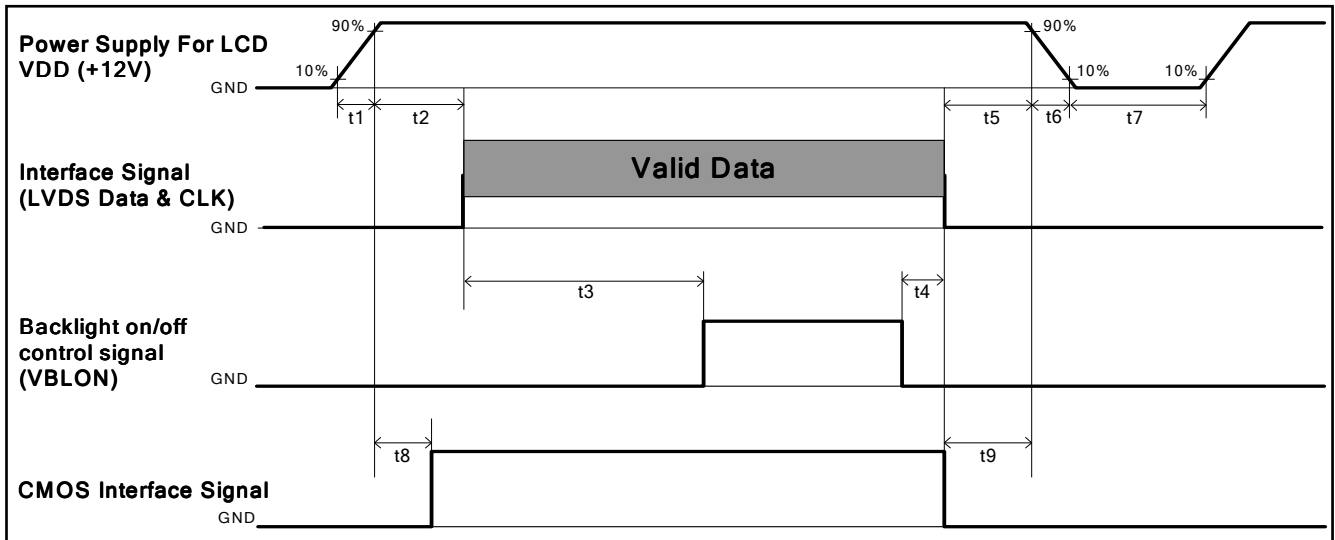 90%
90%
Power Supply For LCD
VDD (+12V)
10%
10%
10%
GND
t1
t2
t5
t6
t7
Valid Data
Interface Signal
(LVDS Data & CLK)
GND
t3
t4
Backlight on/off
control signal
(VBLON)
GND
t8
t9
CMOS Interface Signal
GND